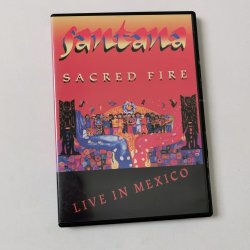 santana
SACRED FIRE
LIVE IN MEXICO